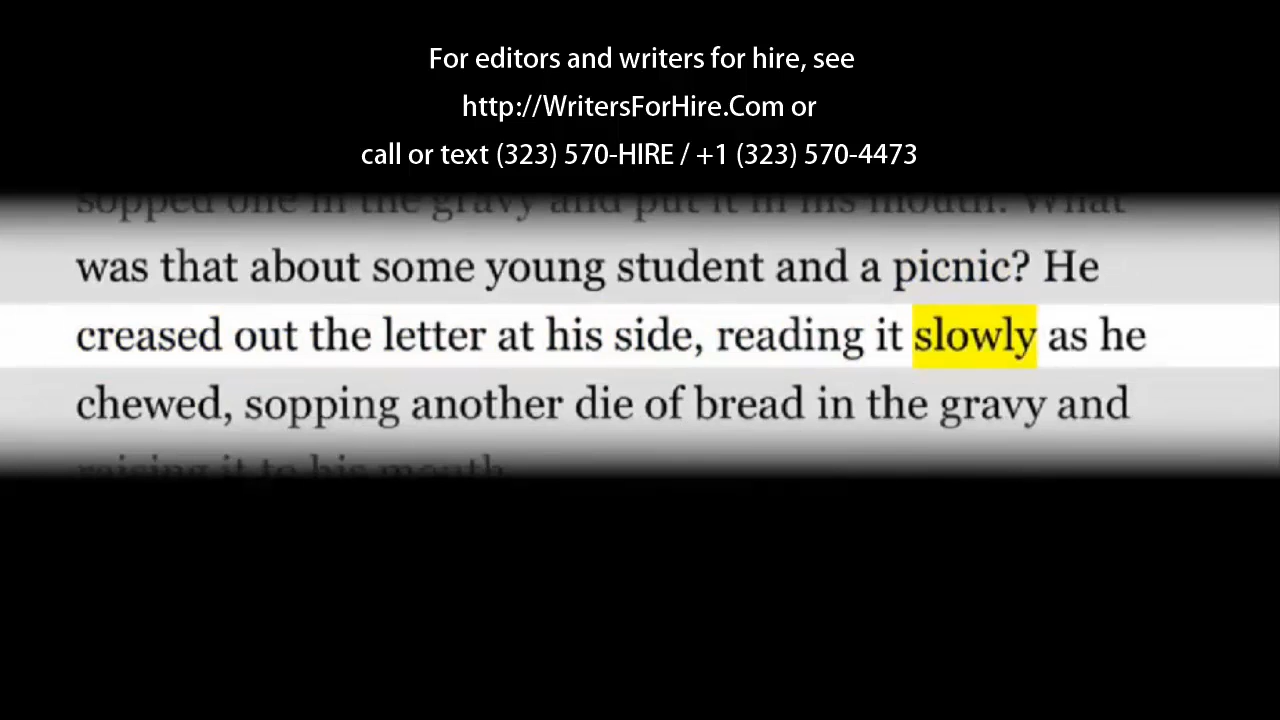 For editors and writers for hire, see
http://WritersForHire.Com or
call or text (323) 570-HIRE / +1 (323) 570-4473
sopped one in the gravy and put it in his mouth. What
was that about some young student and a picnic? He
creased out the letter at his side, reading it slowly as he
chewed, sopping another die of bread in the gravy and
raising it to his mouth